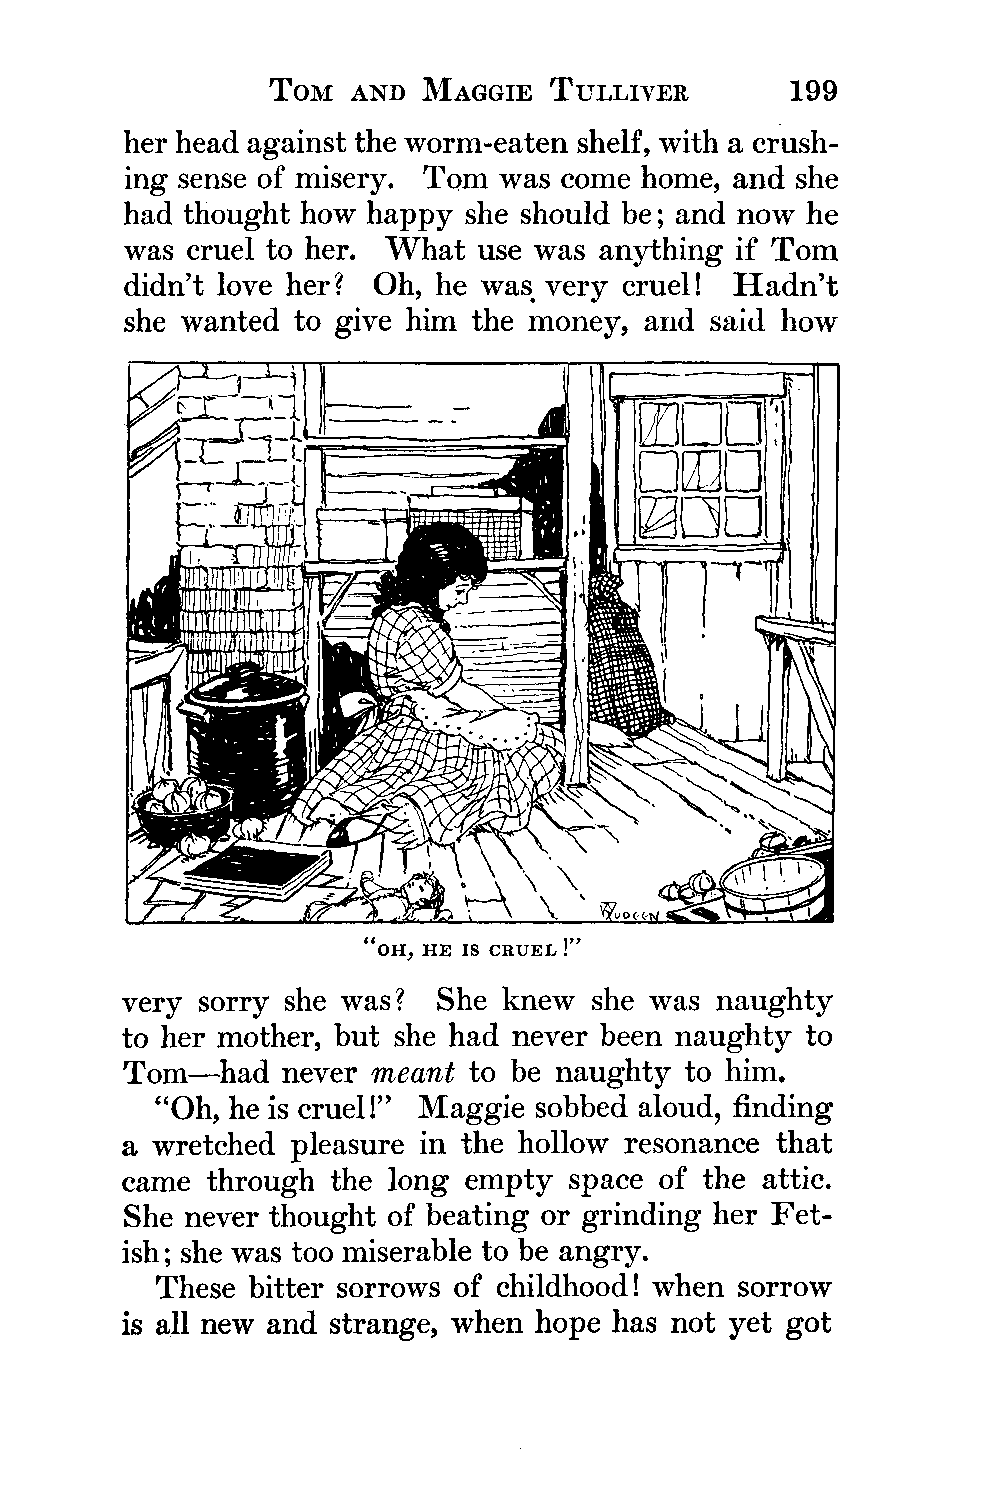 TOM AND MAGGIE TULLIVER 199
her head against the worm-eaten shelf, with a crush-
ing sense of misery. Tom was come home, and she
had thought how happy she should be; and now he
was cruel to her. What use was anything if Tom
didn't love her? Oh, he was very cruel! Hadn't
she wanted to give him the money, and said how
"OH, HE IS CRUEL!"
very sorry she was? She knew she was naughty
to her mother, but she had never been naughty to
Tom—had never meant to be naughty to him.
"Oh, he is cruel!" Maggie sobbed aloud, finding
a wretched pleasure in the hollow resonance that
came through the long empty space of the attic.
She never thought of beating or grinding her Fet-
ish; she was too miserable to be angry.
These bitter sorrows of childhood! when sorrow
is all new and strange, when hope has not yet got